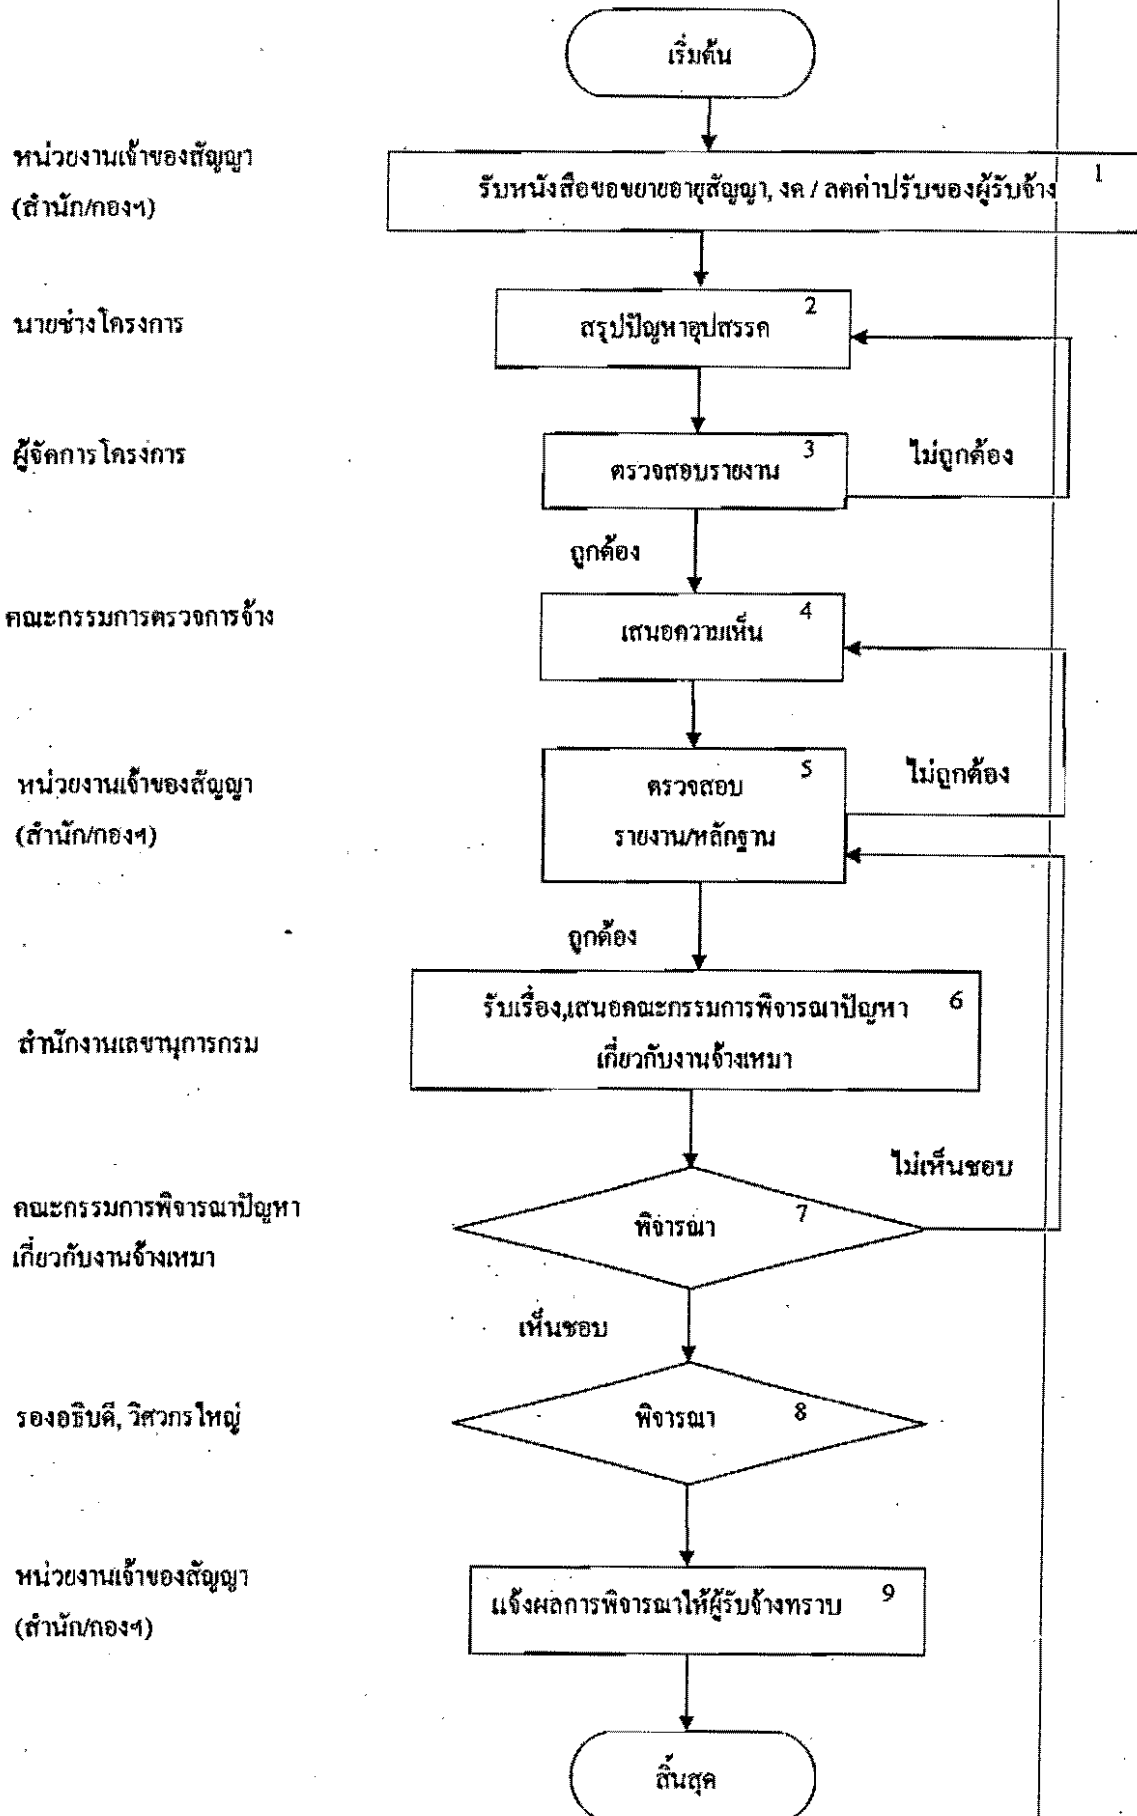 เริ่มต้น
หน่วยงานเจ้าของสัญญา
(สำนัก/กองฯ)
รับหนังสือขอขยายอายุสัญญา, งด / ลดค่าปรับของผู้รับจ้าง
1
นายช่างโครงการ
สรุปปัญหาอุปสรรค
2
ผู้จัดการโครงการ
ตรวจสอบรายงาน
3
ไม่ถูกต้อง
ถูกต้อง
คณะกรรมการตรวจการจ้าง
เสนอความเห็น
4
หน่วยงานเจ้าของสัญญา
(สำนัก/กองฯ)
ตรวจสอบ
รายงาน/หลักฐาน
5
ไม่ถูกต้อง
ถูกต้อง
สำนักงานเลขานุการกรม
รับเรื่อง,เสนอคณะกรรมการพิจารณาปัญหา
เกี่ยวกับงานจ้างเหมา
6
ไม่เห็นชอบ
คณะกรรมการพิจารณาปัญหา
เกี่ยวกับงานจ้างเหมา
พิจารณา
7
เห็นชอบ
รองอธิบดี, วิศวกรใหญ่
พิจารณา
8
หน่วยงานเจ้าของสัญญา
(สำนัก/กองฯ)
แจ้งผลการพิจารณาให้ผู้รับจ้างทราบ
9
สิ้นสุด